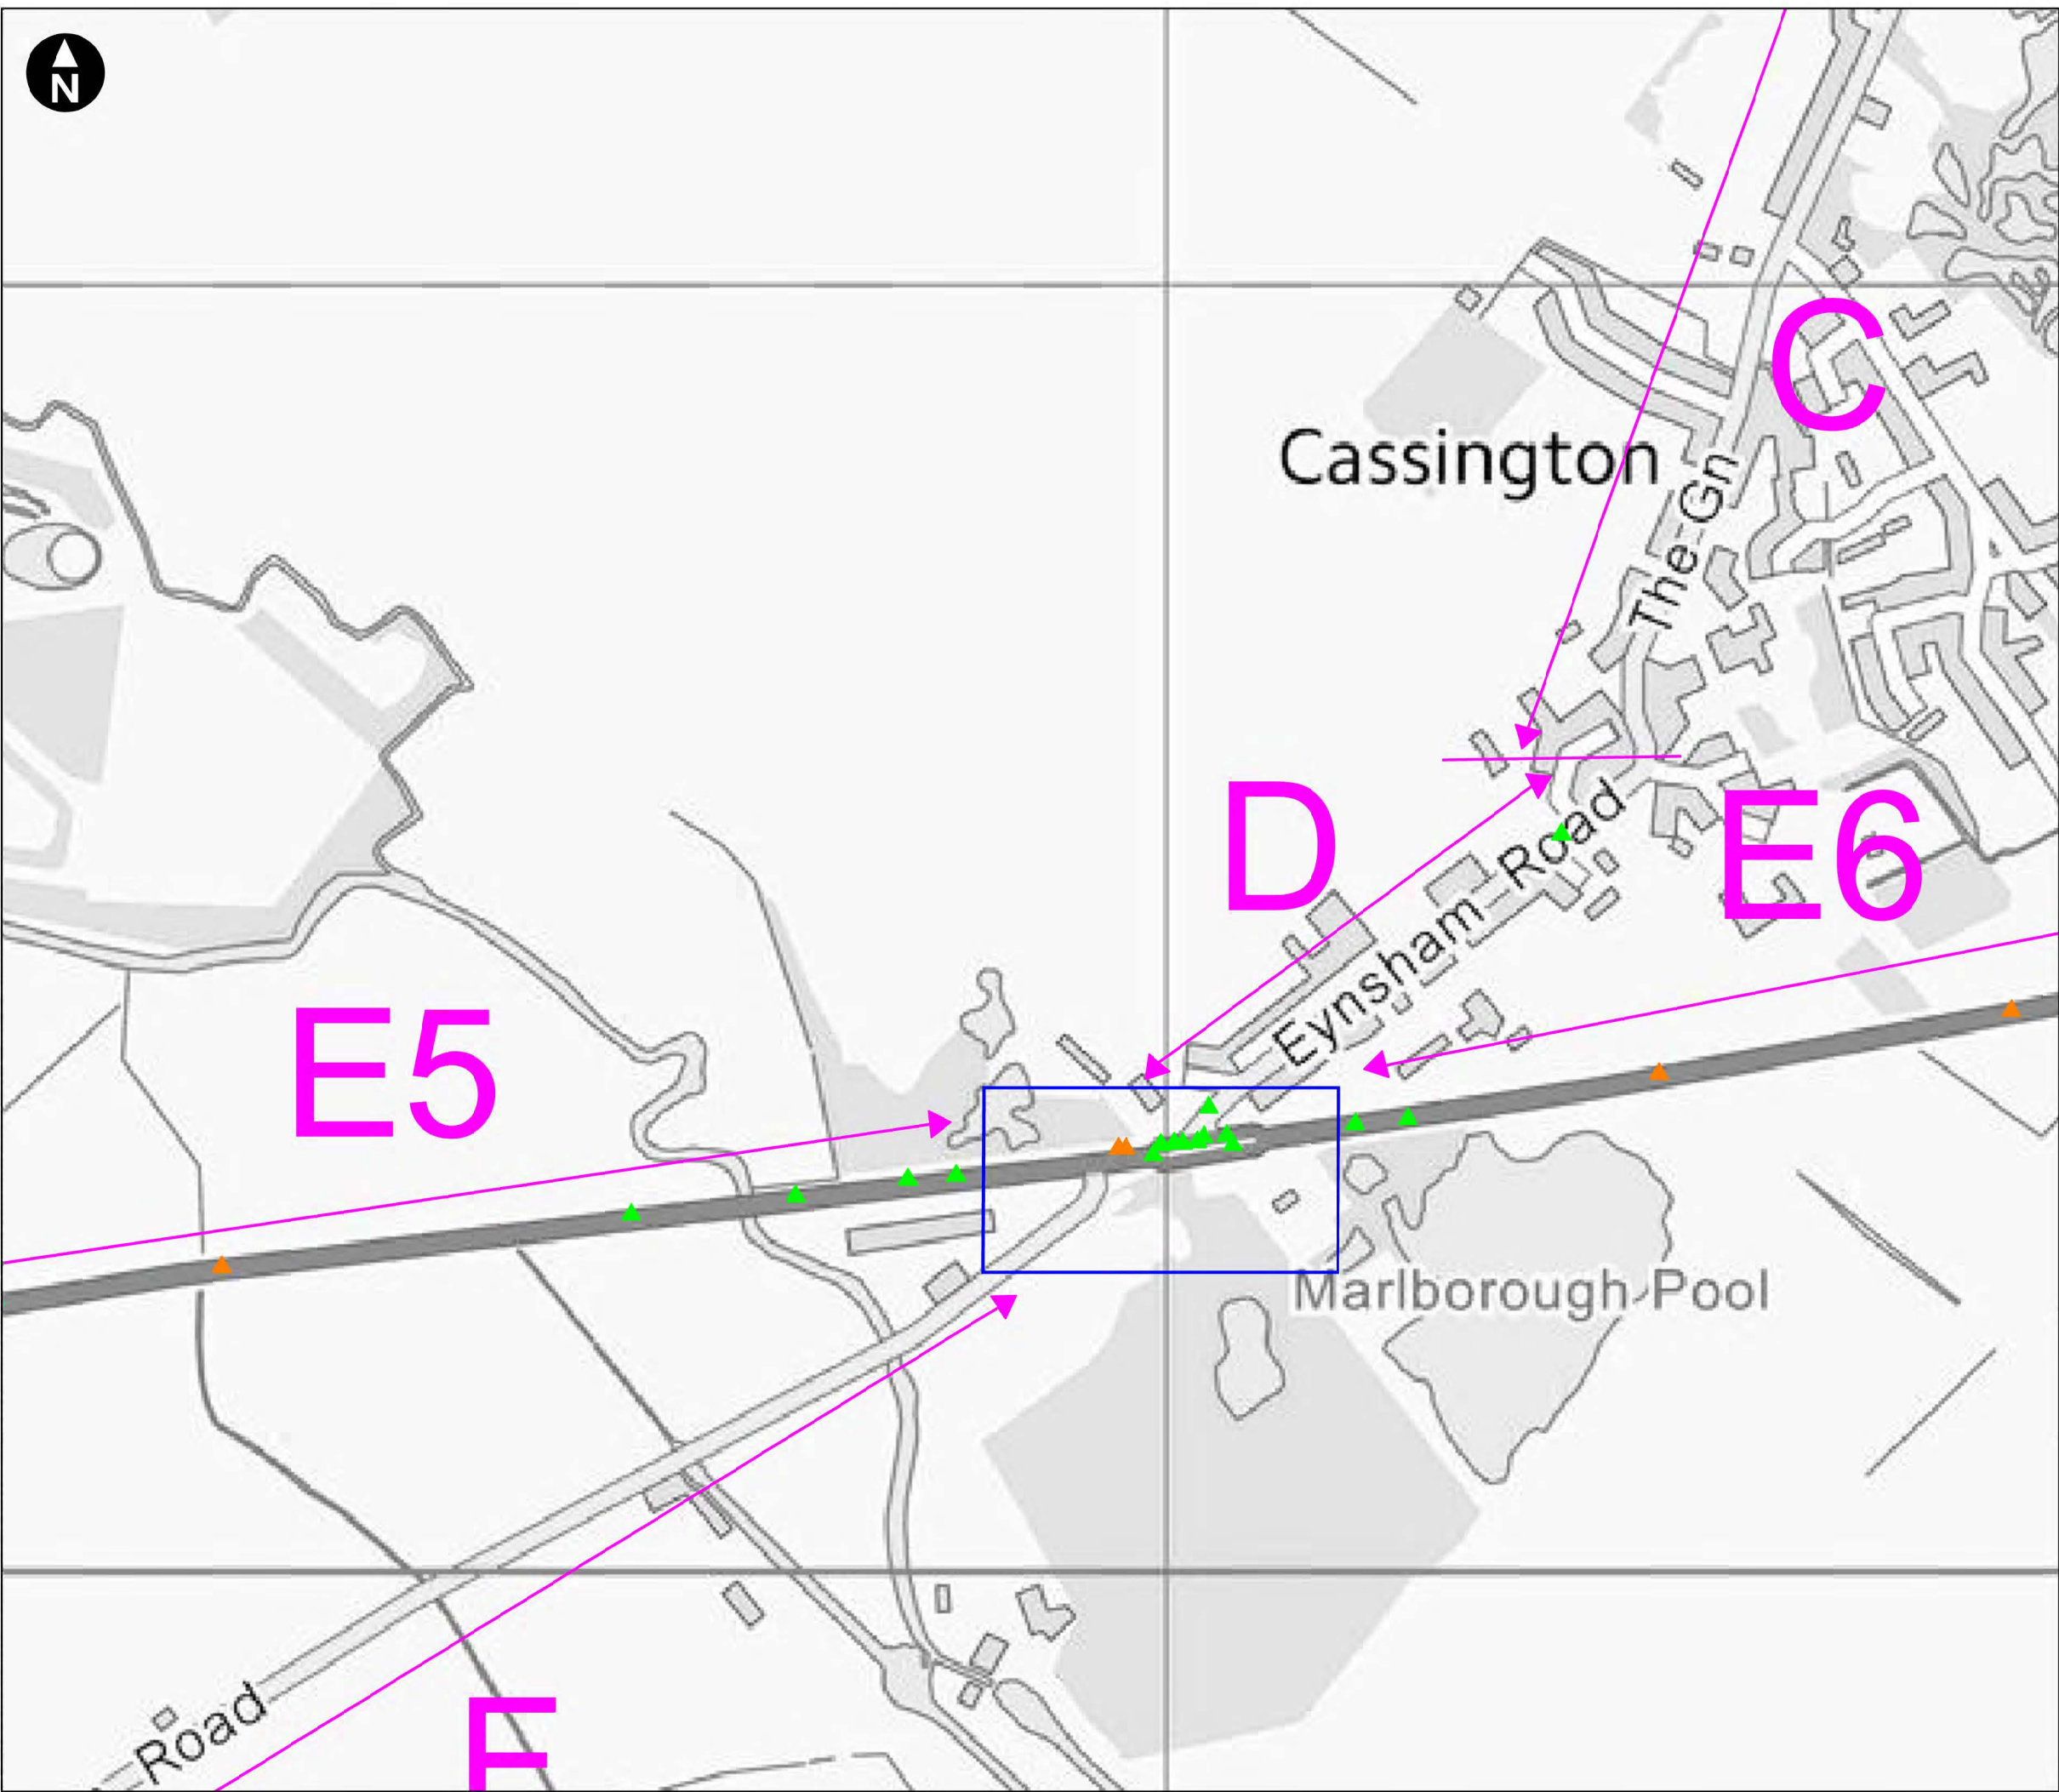 N
C
Cassington
The Gn
D
E6
Eynsham Road
E5
Marlborough Pool
Road